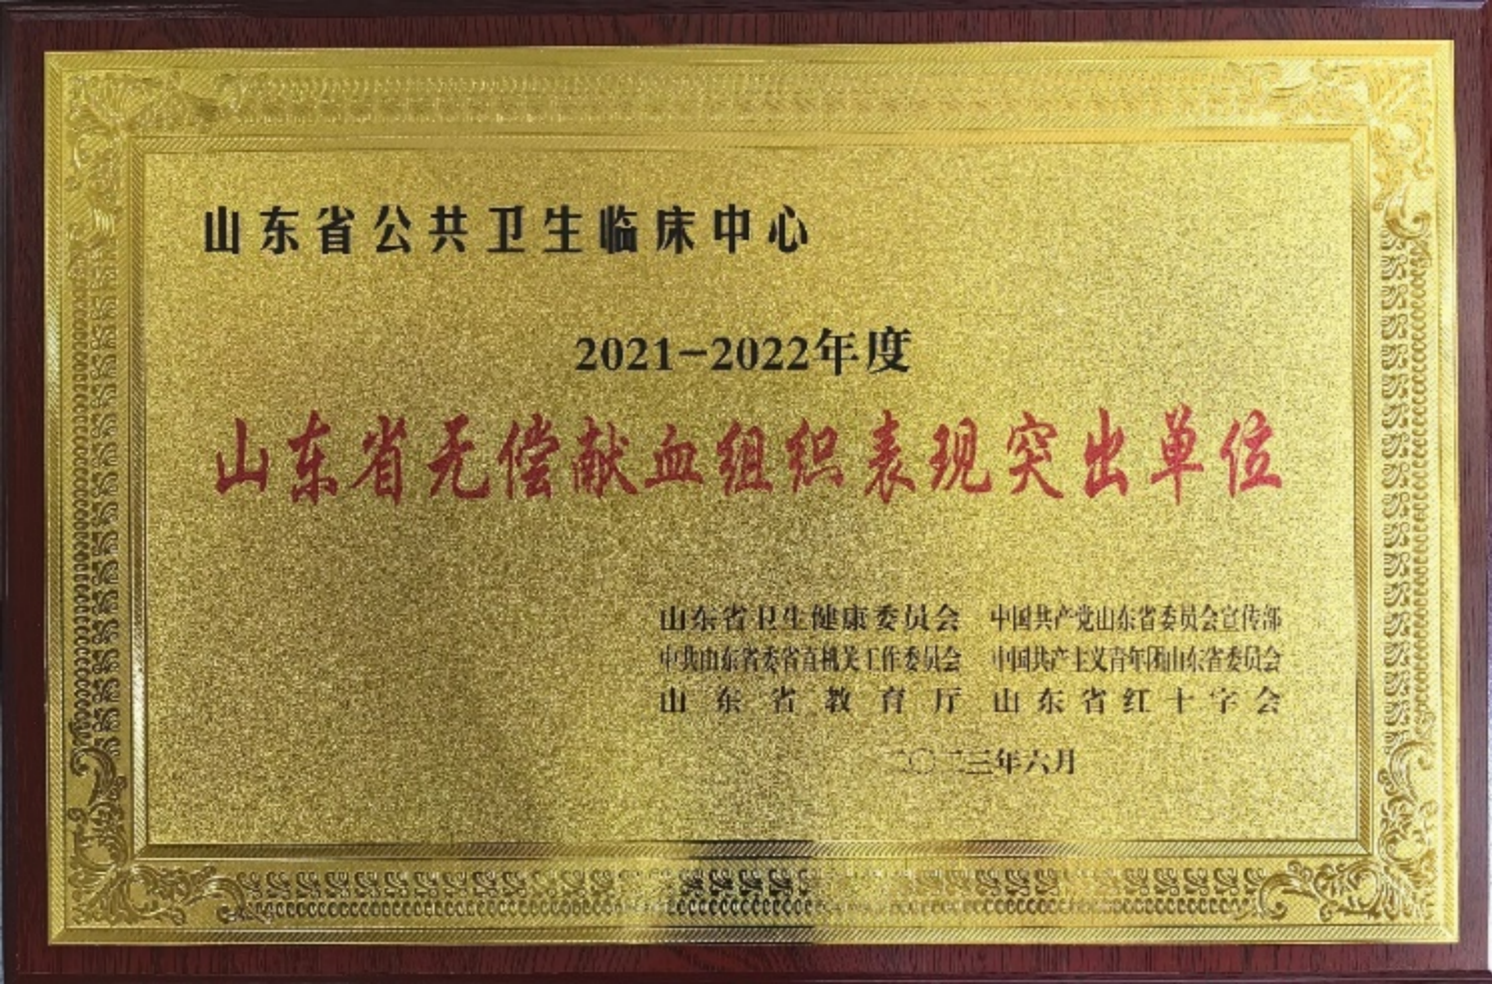 山东省公共卫生临床中心
2021-2022年度
山东省无偿献血组织表现突出单位
山东省卫生健康委员会 中国共产党山东省委员会宣传部
中共山东省委省直机关工作委员会 中国共产主义青年团山东省委员会
山东省教育厅 山东省红十字会
二〇二三年六月